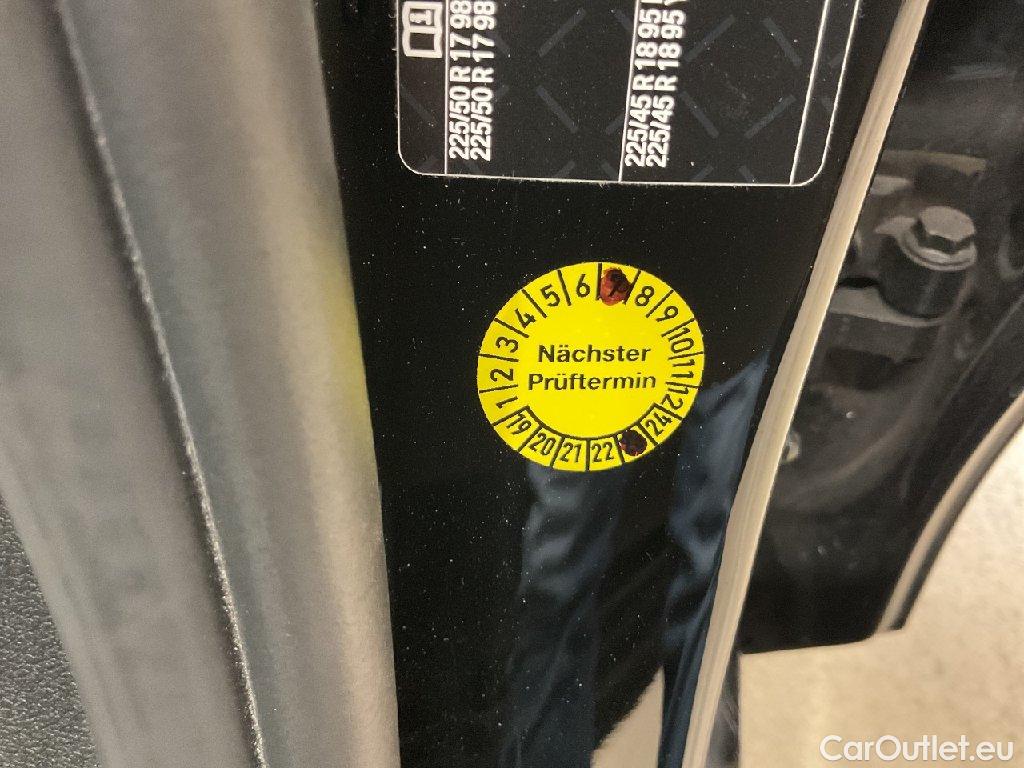 1
225/50 R 17 98
225/50 R 17 98
225/45 R 18 95
225/45 R 18 95
1 2 3 4 5 6 7 8 9 10 11 12
Nächster
Prüftermin
19 20 21 22 24
CarOutlet.eu